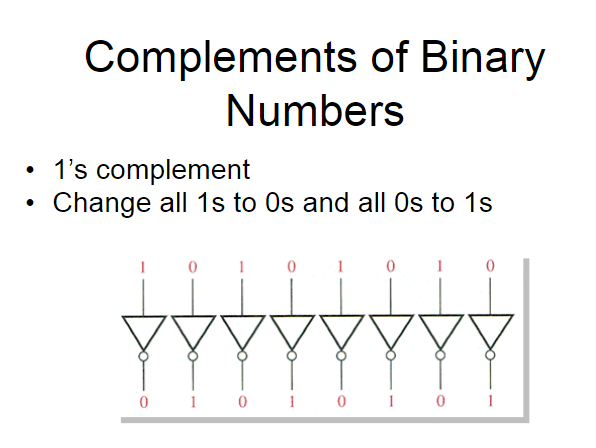 Complements of Binary
Numbers
• 1's complement
• Change all 1s to 0s and all 0s to 1s
1 0 1 0 1 0 1 0
0 1 0 1 0 1 0 1